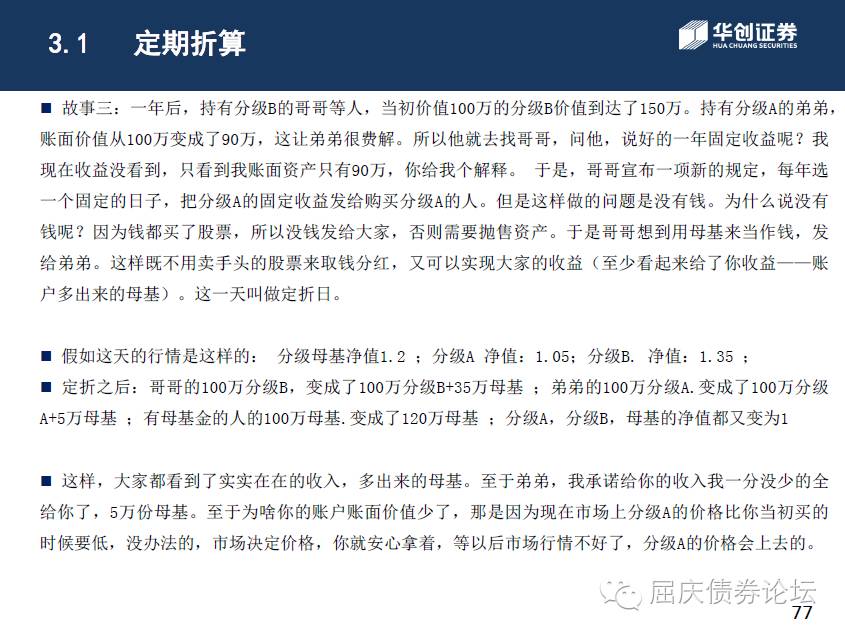 3.1 定期折算
华创证券
HUA CHUANG SECURITIES
■ 故事三：一年后，持有分级B的哥哥等人，当初价值100万的分级B价值到达了150万。持有分级A的弟弟，
账面价值从100万变成了90万，这让弟弟很费解。所以他就去找哥哥，问他，说好的一年固定收益呢？我
现在收益没看到，只看到我账面资产只有90万，你给我个解释。 于是，哥哥宣布一项新的规定，每年选
一个固定的日子，把分级A的固定收益发给购买分级A的人。但是这样做的问题是没有钱。为什么说没有
钱呢？因为钱都买了股票，所以没钱发给大家，否则需要抛售资产。于是哥哥想到用母基来当作钱，发
给弟弟。这样既不用卖手头的股票来取钱分红，又可以实现大家的收益（至少看起来给了你收益——账
户多出来的母基）。这一天叫做定折日。
■ 假如这天的行情是这样的： 分级母基净值1.2 ；分级A 净值：1.05；分级B. 净值：1.35 ；
■ 定折之后：哥哥的100万分级B，变成了100万分级B+35万母基 ；弟弟的100万分级A.变成了100万分级
A+5万母基 ；有母基金的人的100万母基.变成了120万母基 ；分级A，分级B，母基的净值都又变为1
■ 这样，大家都看到了实实在在的收入，多出来的母基。至于弟弟，我承诺给你的收入我一分没少的全
给你了，5万份母基。至于为啥你的账户账面价值少了，那是因为现在市场上分级A的价格比你当初买的
时候要低，没办法的，市场决定价格，你就安心拿着，等以后市场行情不好了，分级A的价格会上去的。
屈庆债券论坛
77